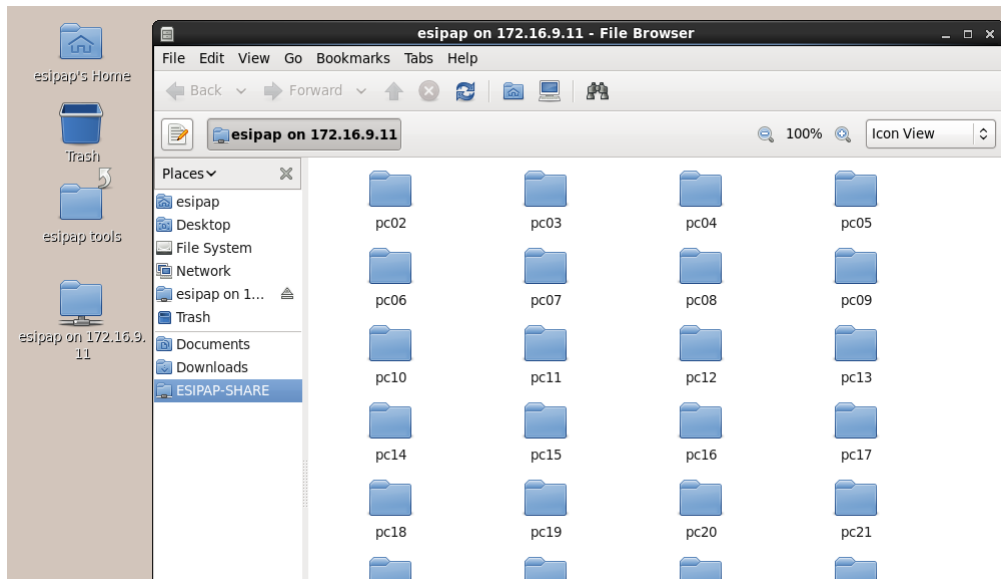 esipap's Home
Trash
esipap tools
esipap on 172.16.9.
11
esipap on 172.16.9.11 - File Browser
File Edit View Go Bookmarks Tabs Help
Back Forward
esipap on 172.16.9.11 100% Icon View
Places
esipap
Desktop
File System
Network
esipap on 1...
Trash
Documents
Downloads
ESIPAP-SHARE
pc02 pc03 pc04 pc05
pc06 pc07 pc08 pc09
pc10 pc11 pc12 pc13
pc14 pc15 pc16 pc17
pc18 pc19 pc20 pc21